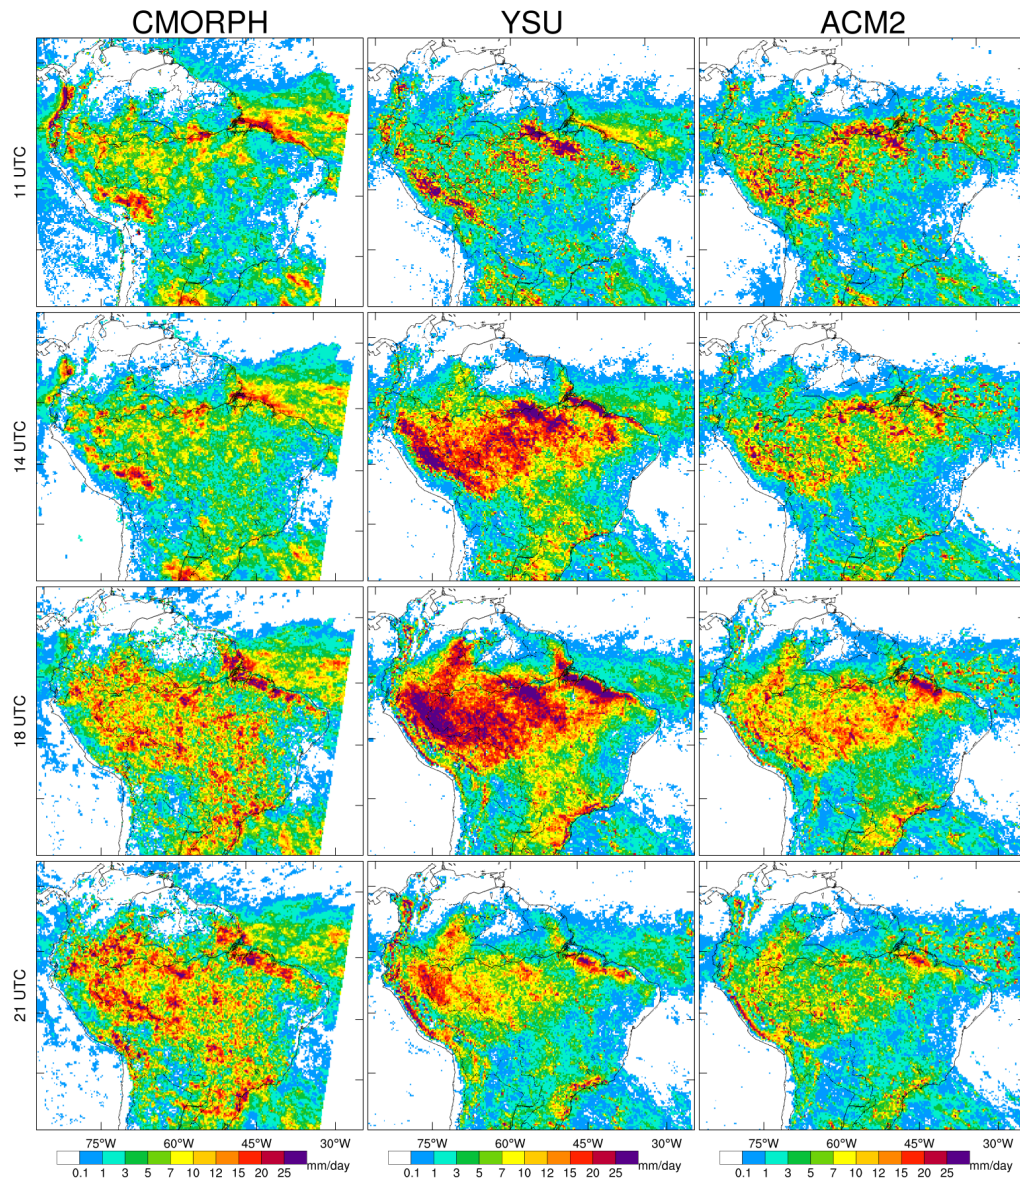 CMORPH YSU ACM2
11 UTC
14 UTC
18 UTC
21 UTC
75°W 60°W 45°W 30°W 75°W 60°W 45°W 30°W 75°W 60°W 45°W 30°W
0.1 1 3 5 7 10 12 15 20 25 mm/day 0.1 1 3 5 7 10 12 15 20 25 mm/day 0.1 1 3 5 7 10 12 15 20 25 mm/day